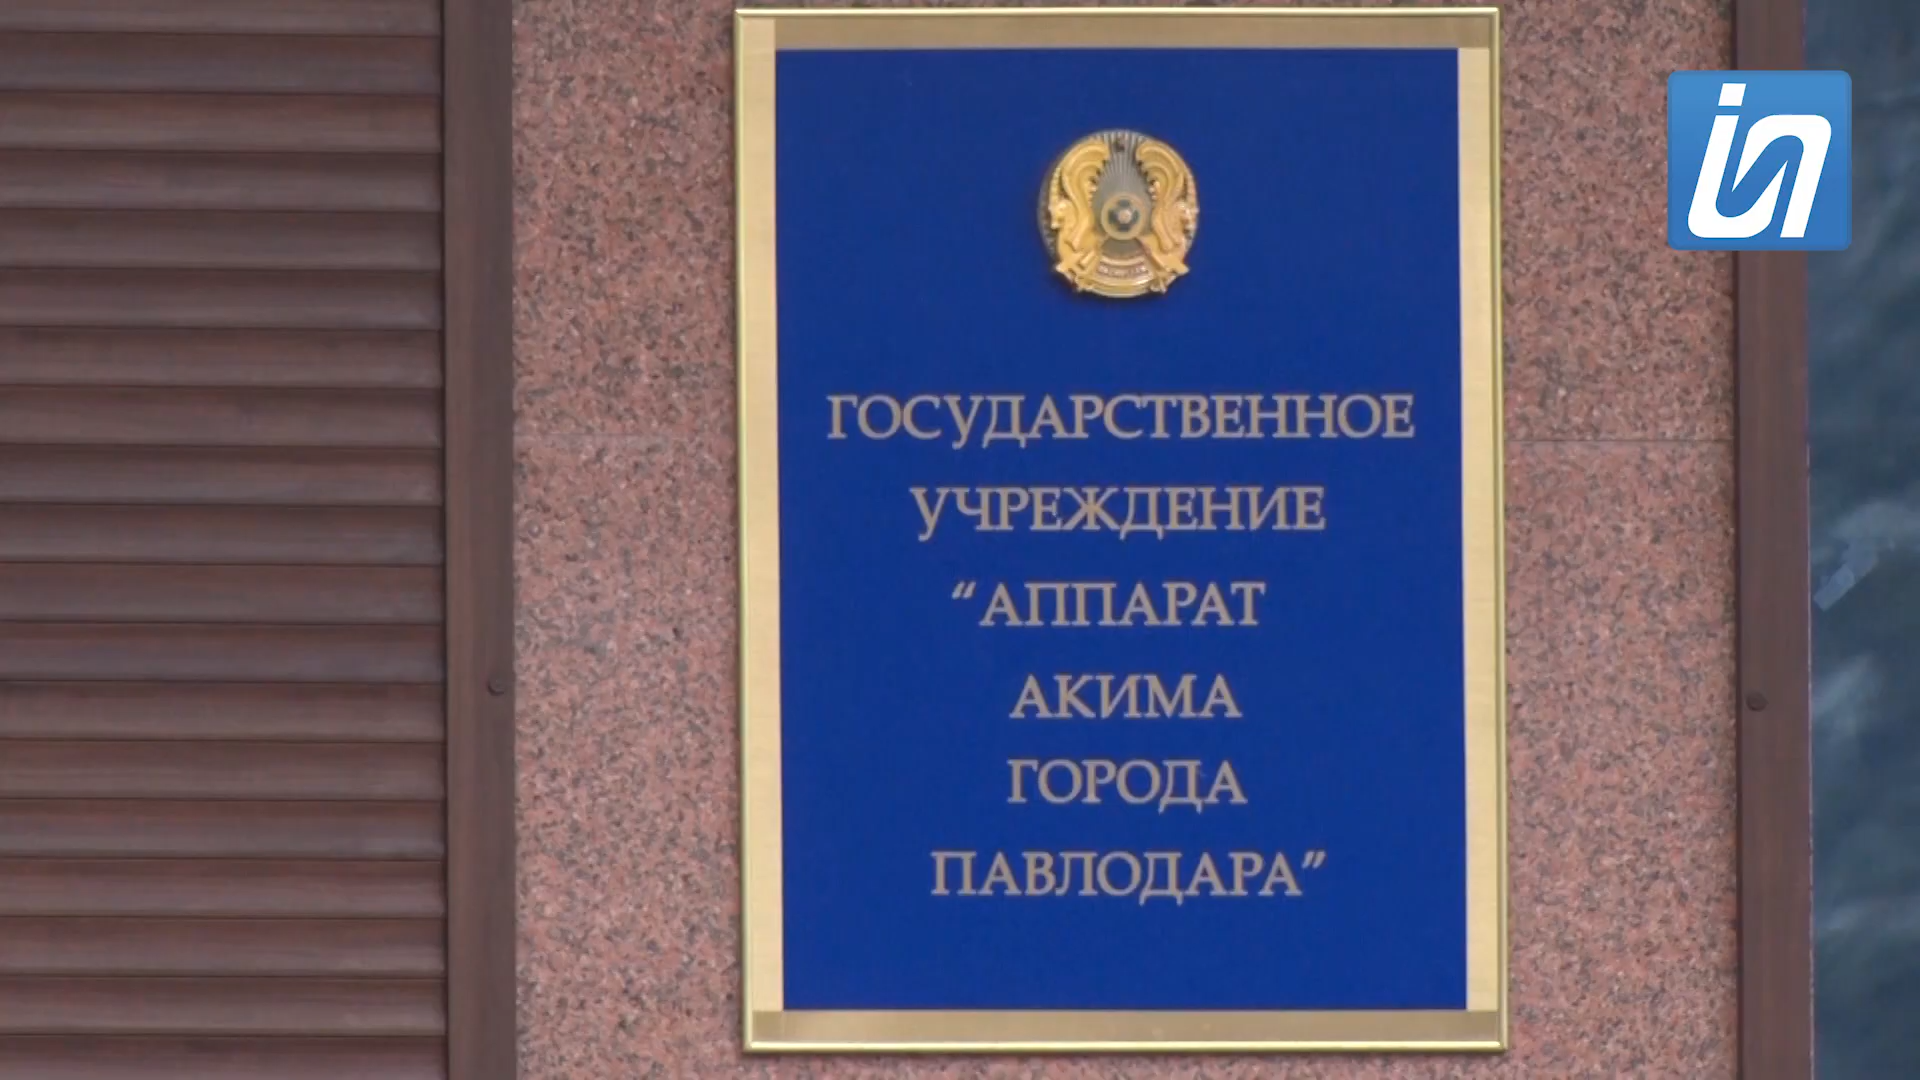 ГОСУДАРСТВЕННОЕ
УЧРЕЖДЕНИЕ
“АППАРАТ
АКИМА
ГОРОДА
ПАВЛОДАРА”